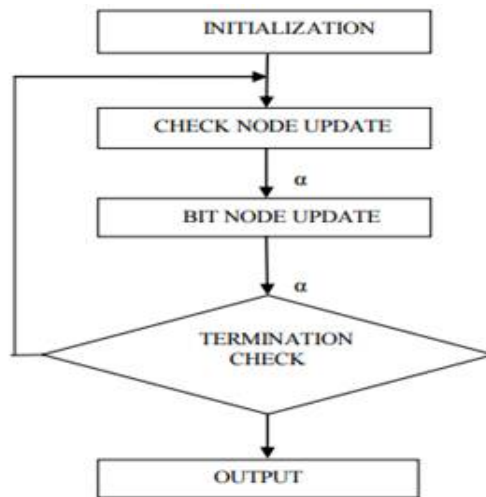 INITIALIZATION
CHECK NODE UPDATE
α
BIT NODE UPDATE
α
TERMINATION
CHECK
OUTPUT